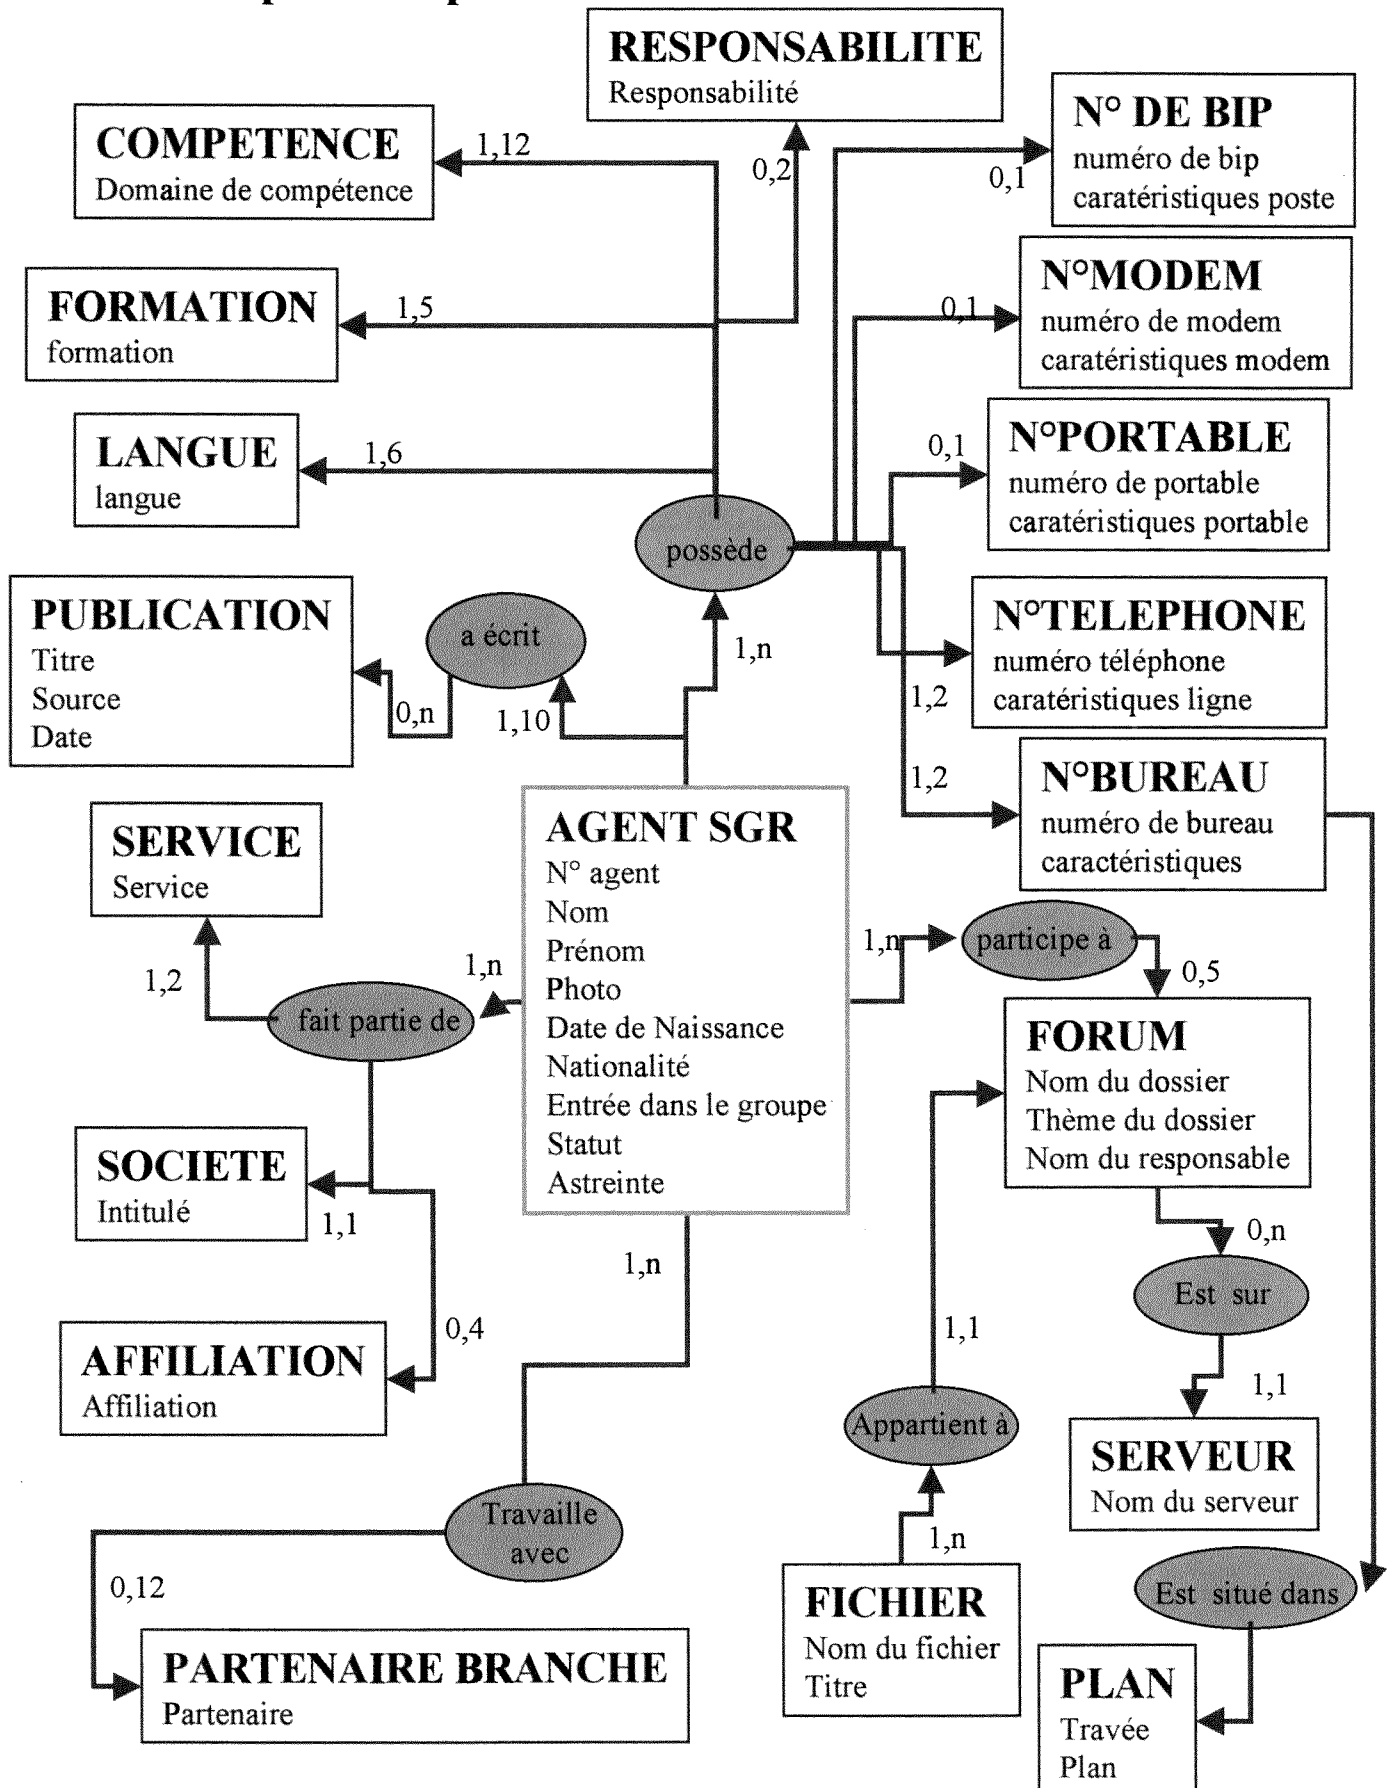 RESPONSABILITE
Responsabilité
N° DE BIP
numéro de bip
caratéristiques poste
COMPETENCE
Domaine de compétence
1,12
0,2
0,1
N°MODEM
numéro de modem
caratéristiques modem
0,1
FORMATION
formation
1,5
N°PORTABLE
numéro de portable
caratéristiques portable
0,1
LANGUE
langue
1,6
possède
PUBLICATION
Titre
Source
Date
a écrit
0,n
1,10
1,n
N°TELEPHONE
numéro téléphone
caratéristiques ligne
1,2
N°BUREAU
numéro de bureau
caractéristiques
1,2
SERVICE
Service
AGENT SGR
N° agent
Nom
Prénom
Photo
Date de Naissance
Nationalité
Entrée dans le groupe
Statut
Astreinte
1,n
participe à
0,5
1,2
1,n
fait partie de
FORUM
Nom du dossier
Thème du dossier
Nom du responsable
SOCIETE
Intitulé
1,1
1,n
0,n
Est sur
0,4
1,1
AFFILIATION
Affiliation
1,1
Appartient à
SERVEUR
Nom du serveur
Travaille
avec
1,n
0,12
FICHIER
Nom du fichier
Titre
Est situé dans
PARTENAIRE BRANCHE
Partenaire
PLAN
Travée
Plan